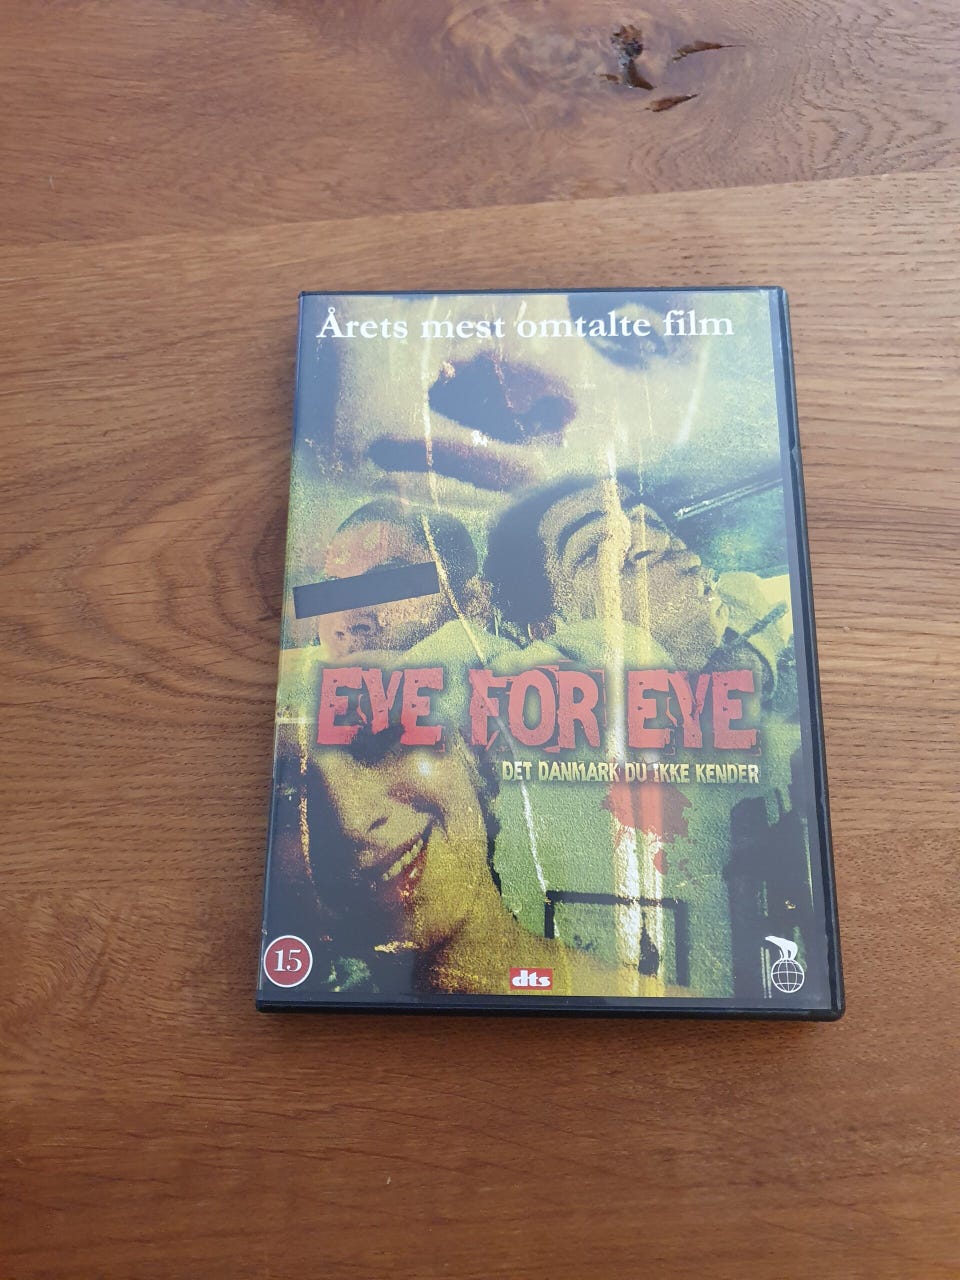 Årets mest omtalte film
EYE FOR EYE
DET DANMARK DU IKKE KENDER
15
dts